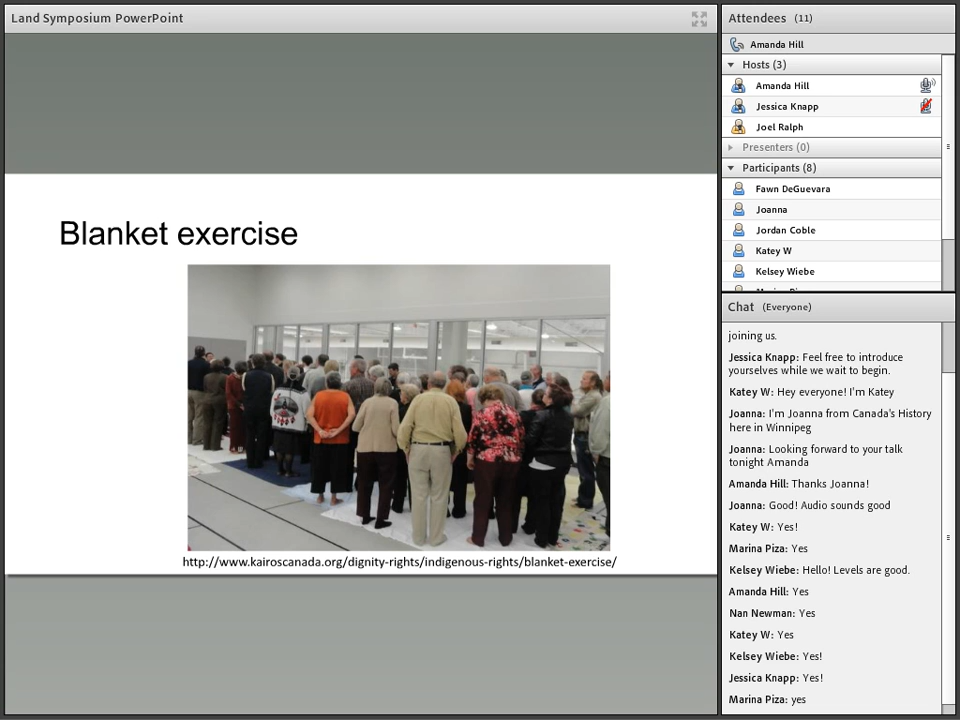 Land Symposium PowerPoint
Blanket exercise
http://www.kairoscanada.org/dignity-rights/indigenous-rights/blanket-exercise/
Attendees (11)
Amanda Hill
Hosts (3)
Amanda Hill
Jessica Knapp
Joel Ralph
Presenters (0)
Participants (8)
Fawn DeGuevara
Joanna
Jordan Coble
Katey W
Kelsey Wiebe
Chat (Everyone)
joining us.
Jessica Knapp: Feel free to introduce
yourselves while we wait to begin.
Katey W: Hey everyone! I'm Katey
Joanna: I'm Joanna from Canada's History
here in Winnipeg
Joanna: Looking forward to your talk
tonight Amanda
Amanda Hill: Thanks Joanna!
Joanna: Good! Audio sounds good
Katey W: Yes!
Marina Piza: Yes
Kelsey Wiebe: Hello! Levels are good.
Amanda Hill: Yes
Nan Newman: Yes
Katey W: Yes
Kelsey Wiebe: Yes!
Jessica Knapp: Yes!
Marina Piza: yes